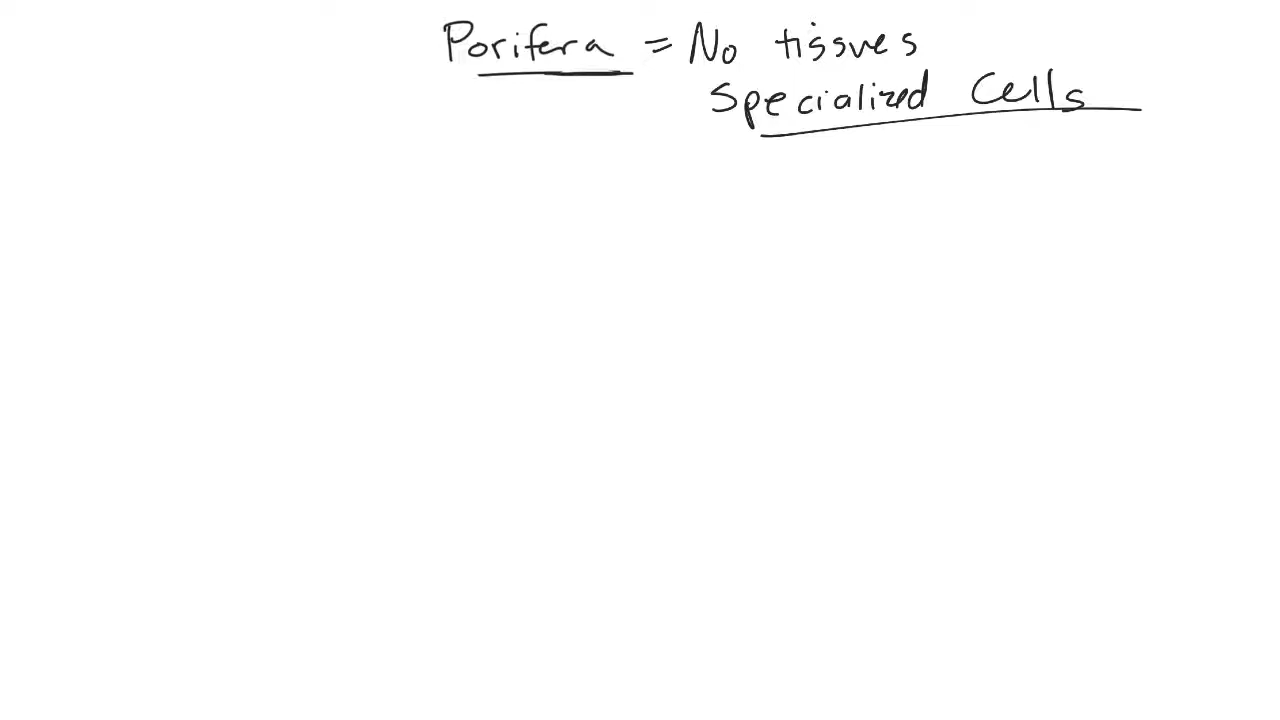 Porifera = No tissues
Specialized Cells